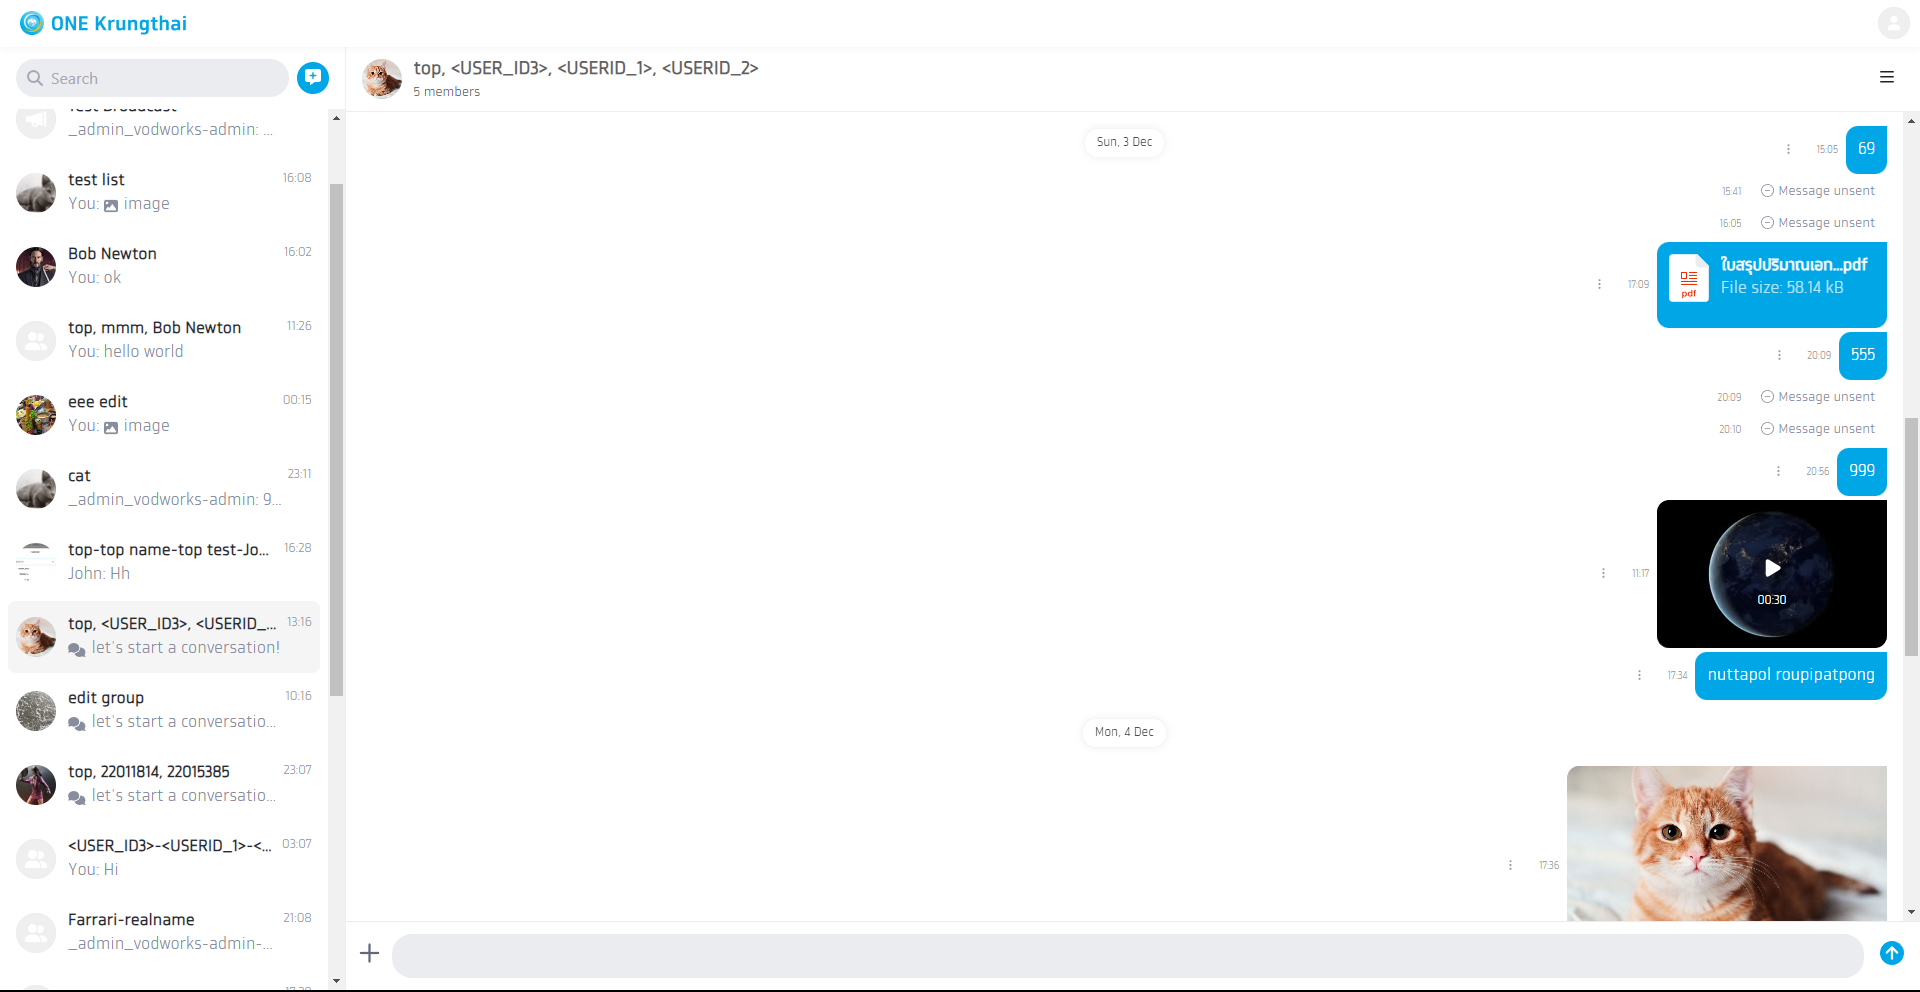 ONE Krungthai
Search
_admin_vodworks-admin: ...
test list
16:08
You: image
Bob Newton
16:02
You: ok
top, mmm, Bob Newton
11:26
You: hello world
eee edit
00:15
You: image
cat
23:11
_admin_vodworks-admin: 9...
top-top name-top test-Jo...
16:28
John: Hh
top, <USER_ID3>, <USERID_...
13:16
let's start a conversation!
edit group
10:16
let's start a conversatio...
top, 22011814, 22015385
23:07
let's start a conversatio...
<USER_ID3>-<USERID_1>-<...
03:07
You: Hi
Farrari-realname
21:08
_admin_vodworks-admin-...
top, <USER_ID3>, <USERID_1>, <USERID_2>
5 members
Sun, 3 Dec
15:05
69
15:41
Message unsent
16:05
Message unsent
ใบสรุปปริมาณเอก...pdf
File size: 58.14 kB
pdf
17:09
20:09
555
20:09
Message unsent
20:10
Message unsent
20:56
999
11:17
00:30
17:34
nuttapol roupipatpong
Mon, 4 Dec
17:36